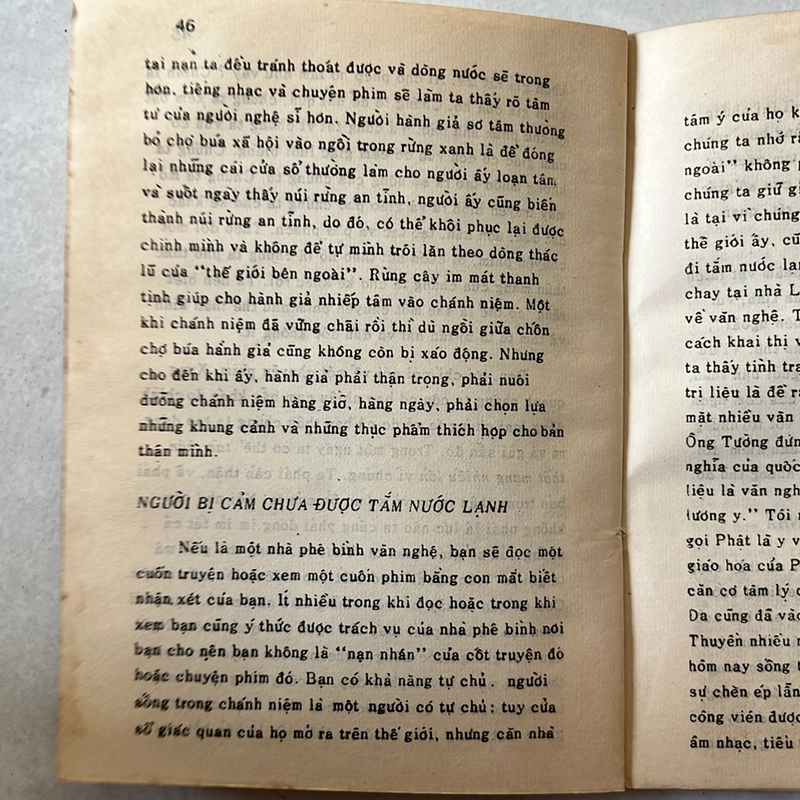 46
tai nạn ta đều tránh thoát được và dòng nước sẽ trong
hơn, tiếng nhạc và chuyện phim sẽ làm ta thấy rõ tâm
tư của người nghệ sĩ hơn. Người hành giả sơ tâm thường
bỏ chợ búa xã hội vào ngồi trong rừng xanh là để đóng
lại những cái cửa sổ thường làm cho người ấy loạn tân,
và suốt ngày thấy núi rừng an tĩnh, người ấy cũng biến
thành núi rừng an tĩnh, do đó, có thể khôi phục lại được
chính mình và không để tự mình trôi lăn theo dòng thác
lũ của "thế giới bên ngoài". Rừng cây im mát thanh
tịnh giúp cho hành giả nhiếp tâm vào chánh niệm. Một
khi chánh niệm đã vững chãi rồi thì dù ngồi giữa chốn
chợ búa hành giả cũng không còn bị xáo động. Nhưng
cho đến khi ấy, hành giả phải thận trọng, phải nuôi
dưỡng chánh niệm hàng giờ, hàng ngày, phải chọn lựa
những khung cảnh và những thực phẩm thích hợp cho bản
thân mình.
NGƯỜI BỊ CẢM CHƯA ĐƯỢC TẮM NƯỚC LẠNH
Nếu là một nhà phê bình văn nghệ, bạn sẽ đọc một
cuốn truyện hoặc xem một cuốn phim bằng con mắt biết
nhận xét của bạn. Ít nhiều trong khi đọc hoặc trong khi
xem bạn cũng ý thức được trách vụ của nhà phê bình nơi
bạn cho nên bạn không là "nạn nhân" của cốt truyện đó
hoặc chuyện phim đó. Bạn có khả năng tự chủ. người
sống trong chánh niệm là một người có tự chủ: tuy cửa
sổ giác quan của họ mở ra trên thế giới, nhưng căn nhà
tâm ý của họ k
chúng ta nhớ rằ
ngoài" không p
chúng ta giữ gi
là tại vì chúng
thế giới ấy, cũ
đi tắm nước lạn
chay tại nhà L
về văn nghệ. T
cách khai thị v
ta thấy tình tra
trị liệu là để ra
mặt nhiều văn
Ông Tưởng đứn
nghĩa của quốc
liệu là văn nghệ
lương y." Tôi n
gọi Phật là y v
giáo hóa của P
căn cơ tâm lý c
Da cũng đã vào
Thuyền nhiều n
hôm nay sống t
sự chèn ép lẫn
công viên được
âm nhạc, tiểu t